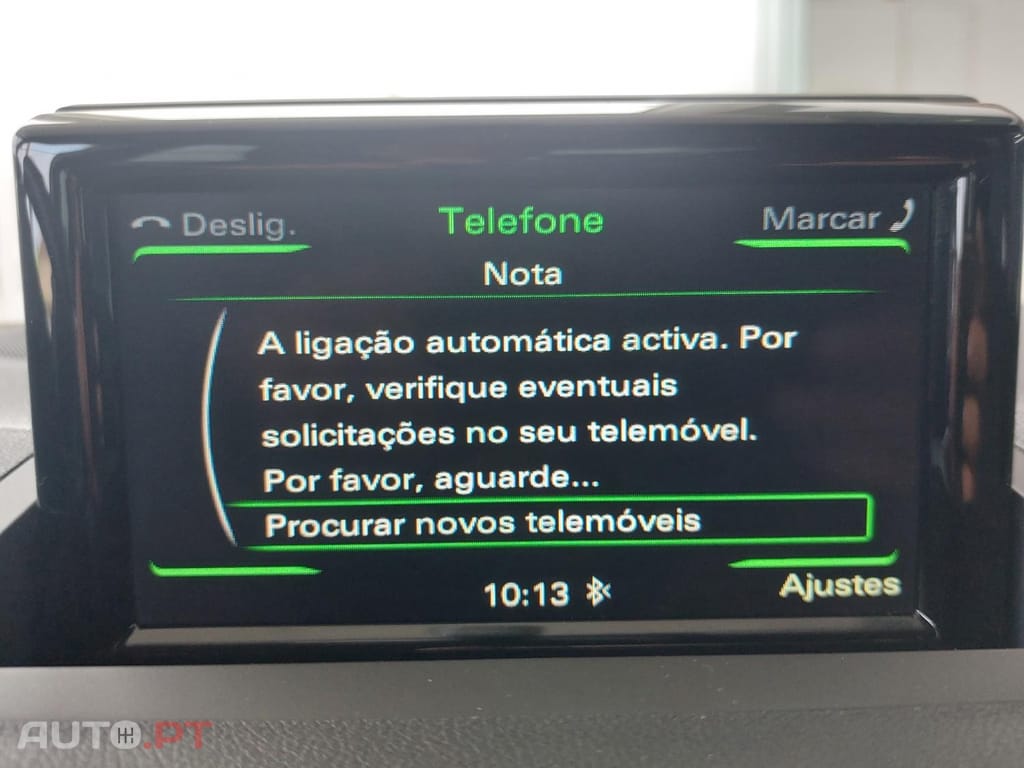 Deslig.
Telefone
Marcar
Nota
A ligação automática activa. Por
favor, verifique eventuais
solicitações no seu telemóvel.
Por favor, aguarde...
Procurar novos telemóveis
10:13
Ajustes
AUTO.PT